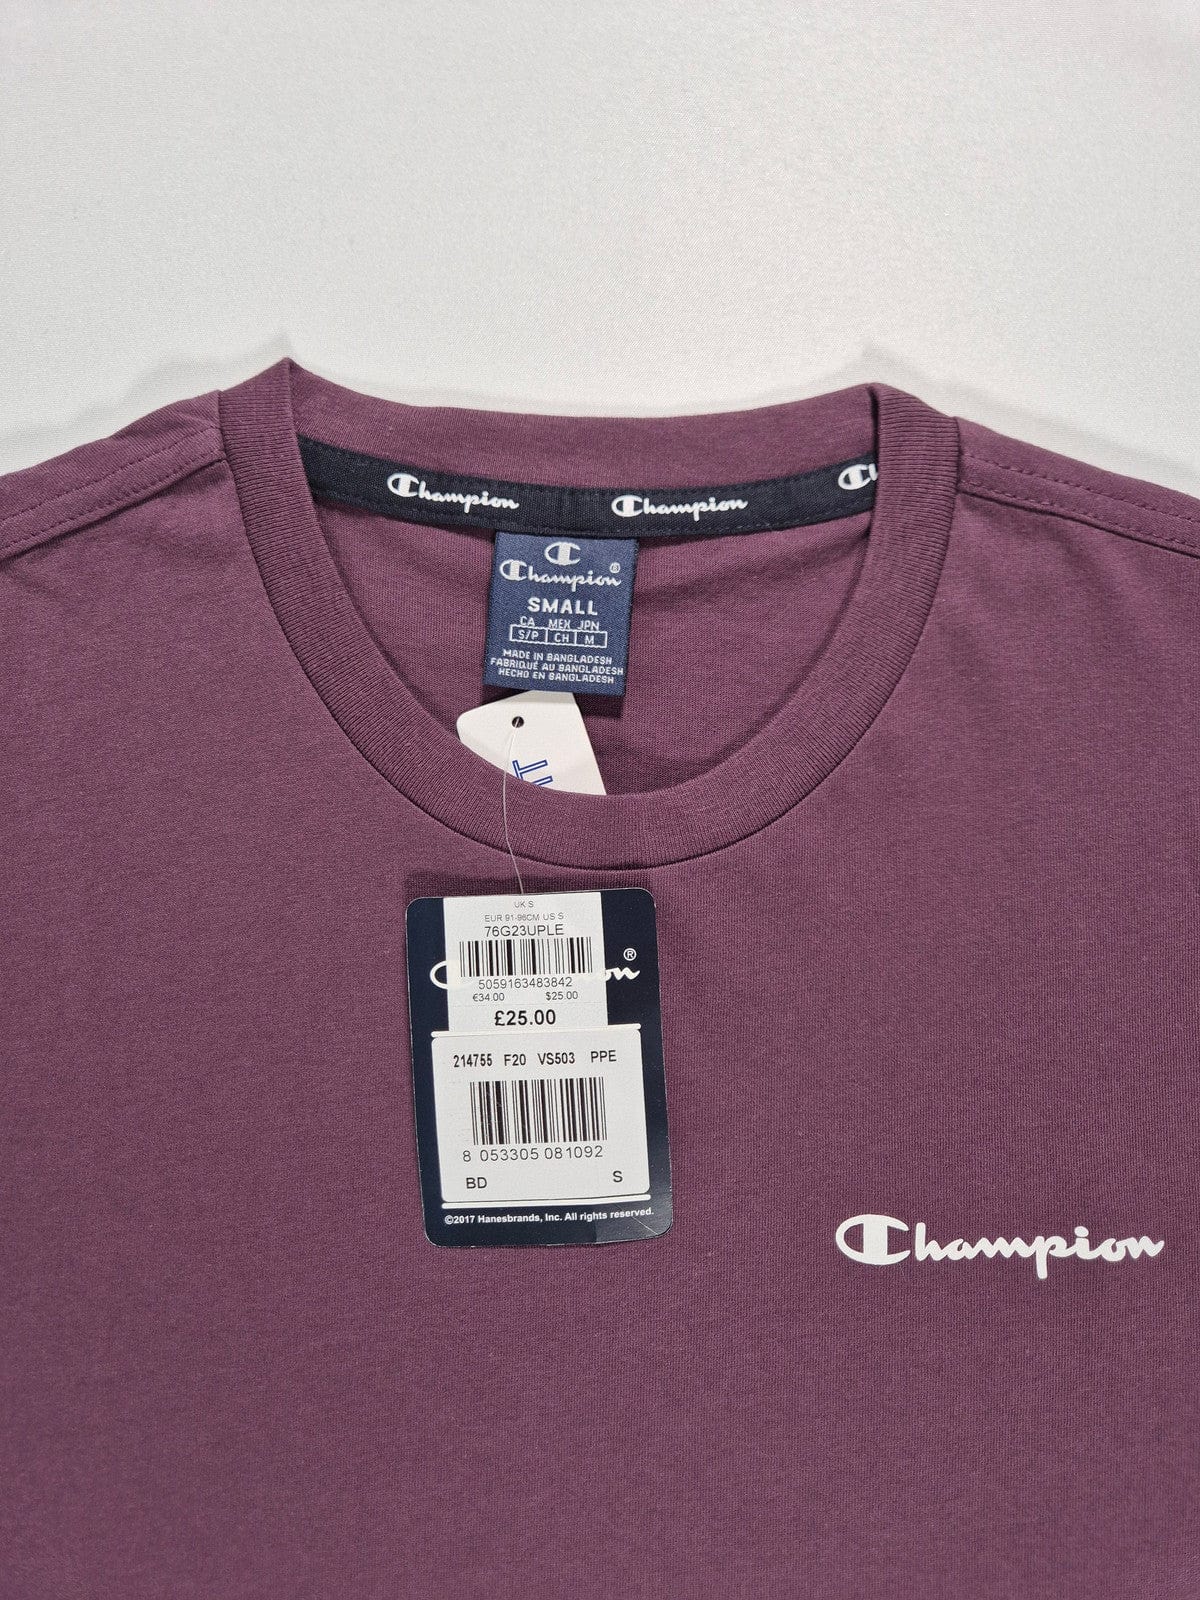 Champion Champion C
Champion®
SMALL
CA MEX JPN
S/P CH M
MADE IN BANGLADESH
FABRIQUÉ AU BANGLADESH
HECHO EN BANGLADESH
UK S
EUR 91-96CM US S
76G23UPLE
®
on
5059163483842
€34.00 $25.00
£25.00
214755 F20 VS503 PPE
8 053305 081092
BD S
©2017 Hanesbrands, Inc. All rights reserved.
Champion